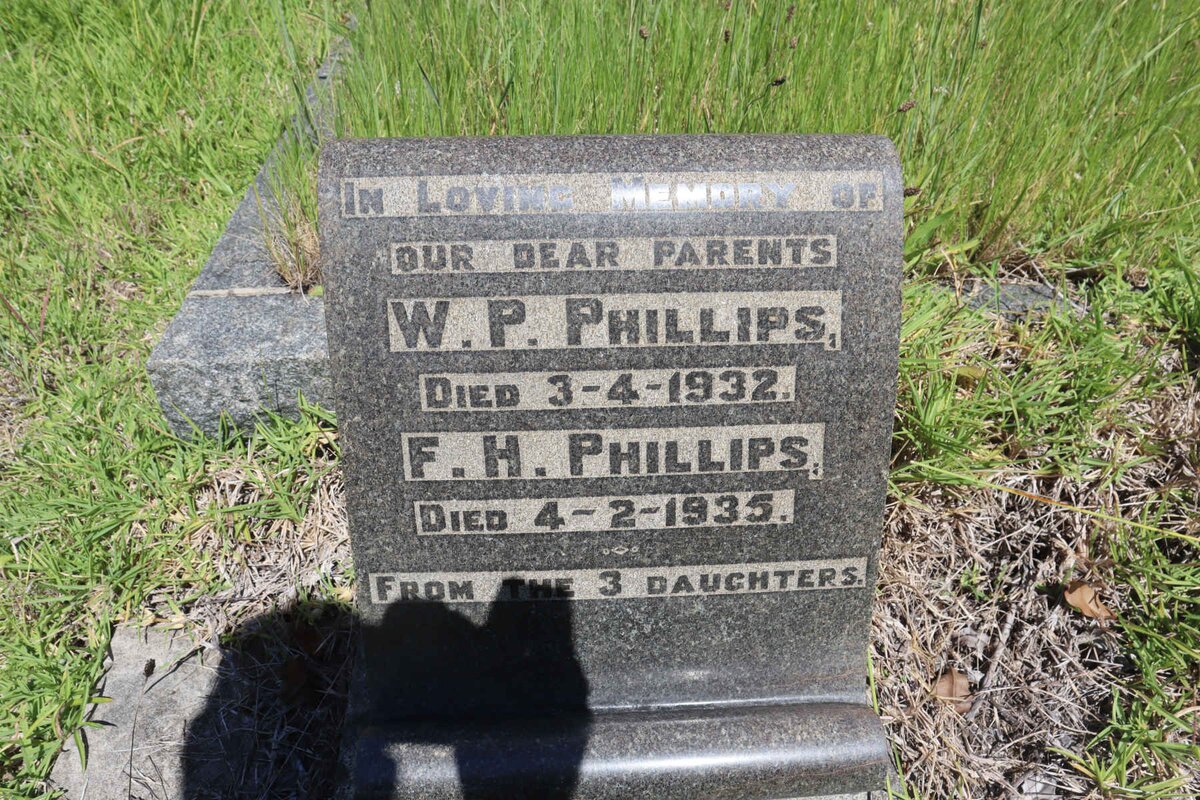 In Loving Memory of
our dear parents
W. P. Phillips,
Died 3-4-1932.
F. H. Phillips,
Died 4-2-1935.
From the 3 daughters.